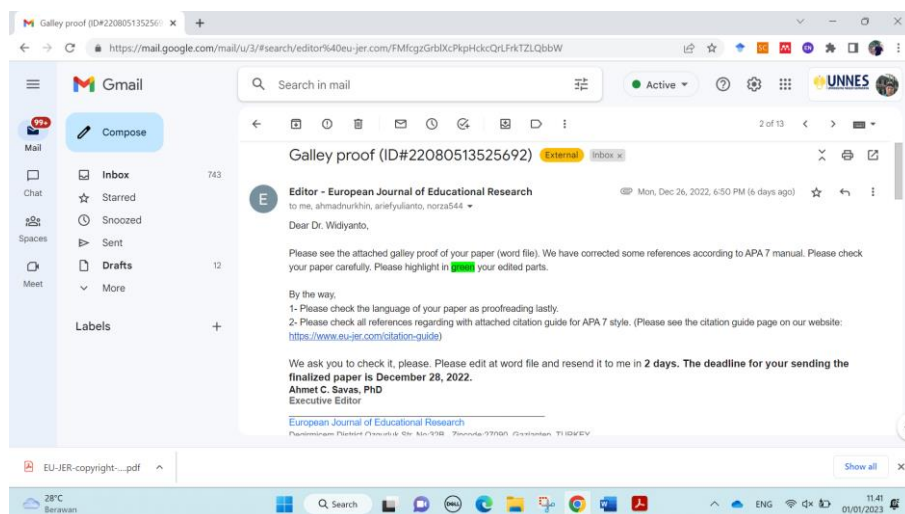 Galley proof (ID#22080513525692
https://mail.google.com/mail/u/3/#search/editor%40eu-jer.com/FMfcgzGrblXcPkpHckcQrLFrkTZLQbbW
Gmail
Search in mail
Active
UNNES
99+
Mail
Chat
Spaces
Meet
Compose
Inbox 743
Starred
Snoozed
Sent
Drafts 12
More
Labels
2 of 13
Galley proof (ID#22080513525692) External Inbox x
E
Editor - European Journal of Educational Research Mon, Dec 26, 2022, 6:50 PM (6 days ago)
to me, ahmadnurkhin, ariefyulianto, norza544
Dear Dr. Widiyanto,
Please see the attached galley proof of your paper (word file). We have corrected some references according to APA 7 manual. Please check
your paper carefully. Please highlight in green your edited parts.
By the way,
1- Please check the language of your paper as proofreading lastly.
2- Please check all references regarding with attached citation guide for APA 7 style. (Please see the citation guide page on our website:
https://www.eu-jer.com/citation-guide)
We ask you to check it, please. Please edit at word file and resend it to me in 2 days. The deadline for your sending the
finalized paper is December 28, 2022.
Ahmet C. Savas, PhD
Executive Editor
European Journal of Educational Research
EU-JER-copyright-....pdf
Show all
28°C
Berawan
Search
ENG
11.41
01/01/2023